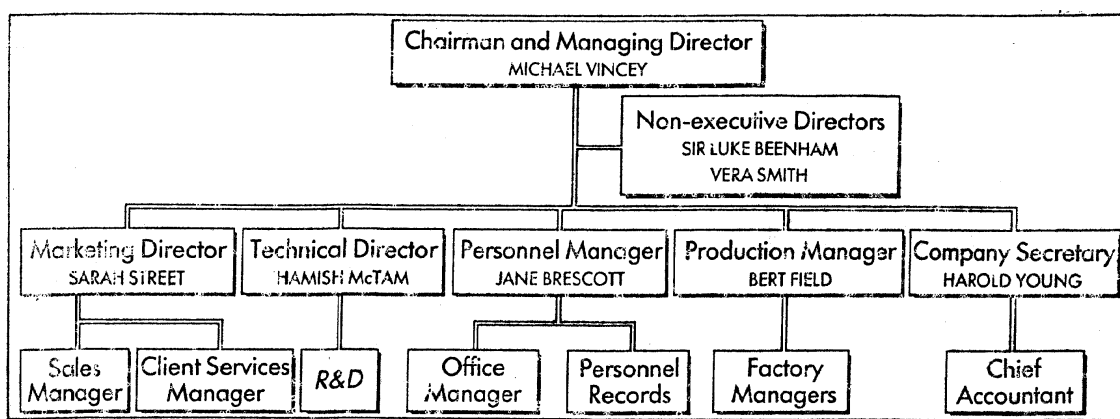 Chairman and Managing Director
MICHAEL VINCEY
Non-executive Directors
SIR LUKE BEENHAM
VERA SMITH
Marketing Director
SARAH STREET
Technical Director
HAMISH McTAM
Personnel Manager
JANE BRESCOTT
Production Manager
BERT FIELD
Company Secretary
HAROLD YOUNG
Sales
Manager
Client Services
Manager
R&D
Office
Manager
Personnel
Records
Factory
Managers
Chief
Accountant